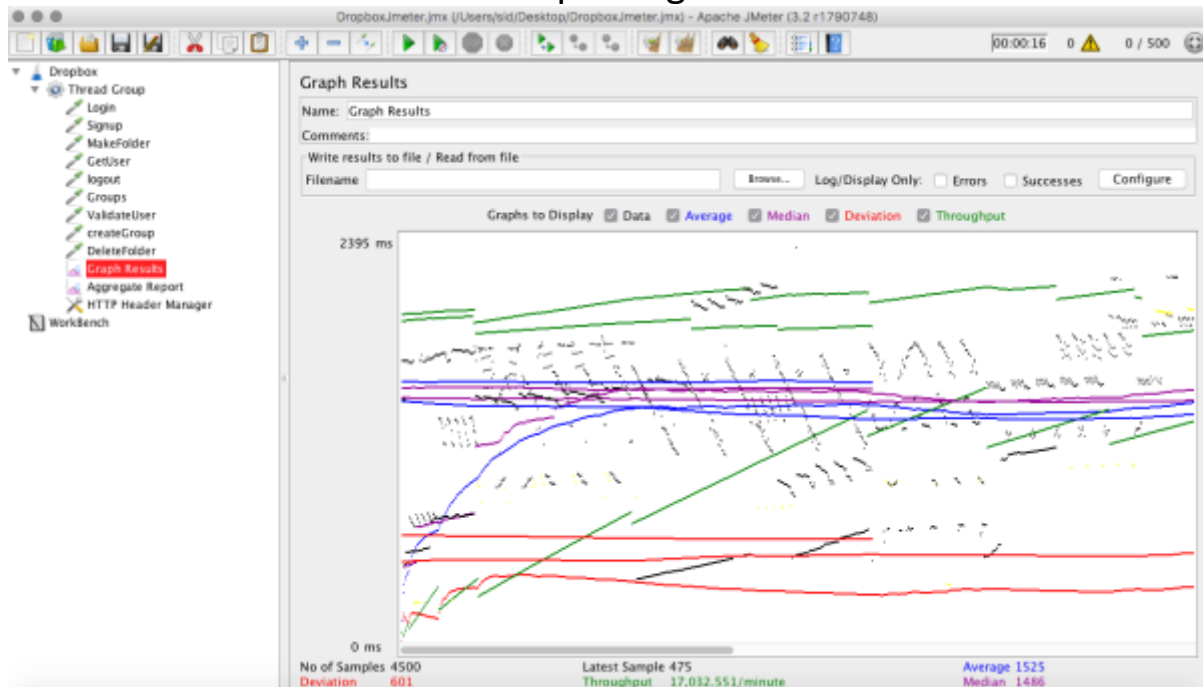 DropboxJmeter.jmx (/Users/sid/Desktop/DropboxJmeter.jmx) - Apache JMeter (3.2 r1790748)
00:00:16 0 0 / 500
Dropbox
Thread Group
Login
Signup
MakeFolder
GetUser
logout
Groups
ValidateUser
createGroup
DeleteFolder
Graph Results
Aggregate Report
HTTP Header Manager
WorkBench
Graph Results
Name: Graph Results
Comments:
Write results to file / Read from file
Filename Browse... Log/Display Only: Errors Successes Configure
Graphs to Display Data Average Median Deviation Throughput
2395 ms
0 ms
No of Samples 4500 Latest Sample 475 Average 1525
Deviation 601 Throughput 17,032.551/minute Median 1486